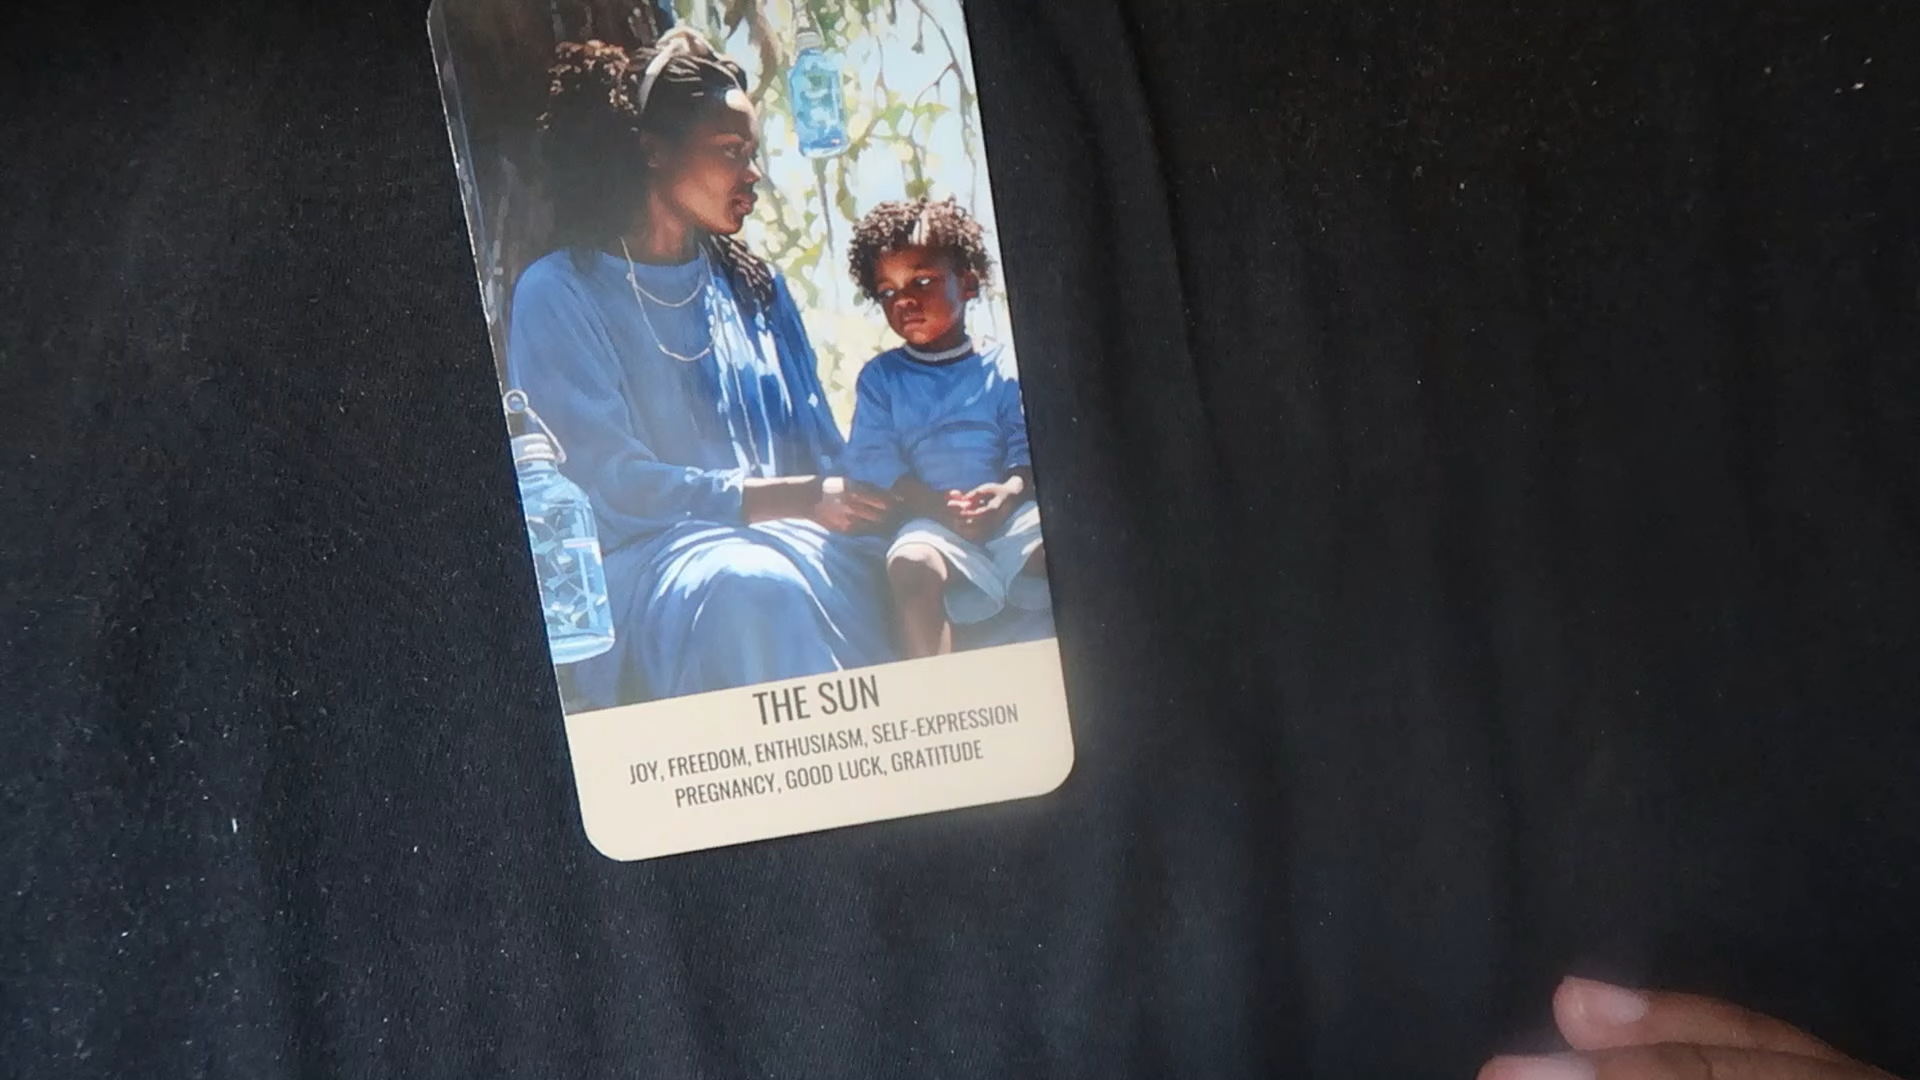 THE SUN
JOY, FREEDOM, ENTHUSIASM, SELF-EXPRESSION
PREGNANCY, GOOD LUCK, GRATITUDE